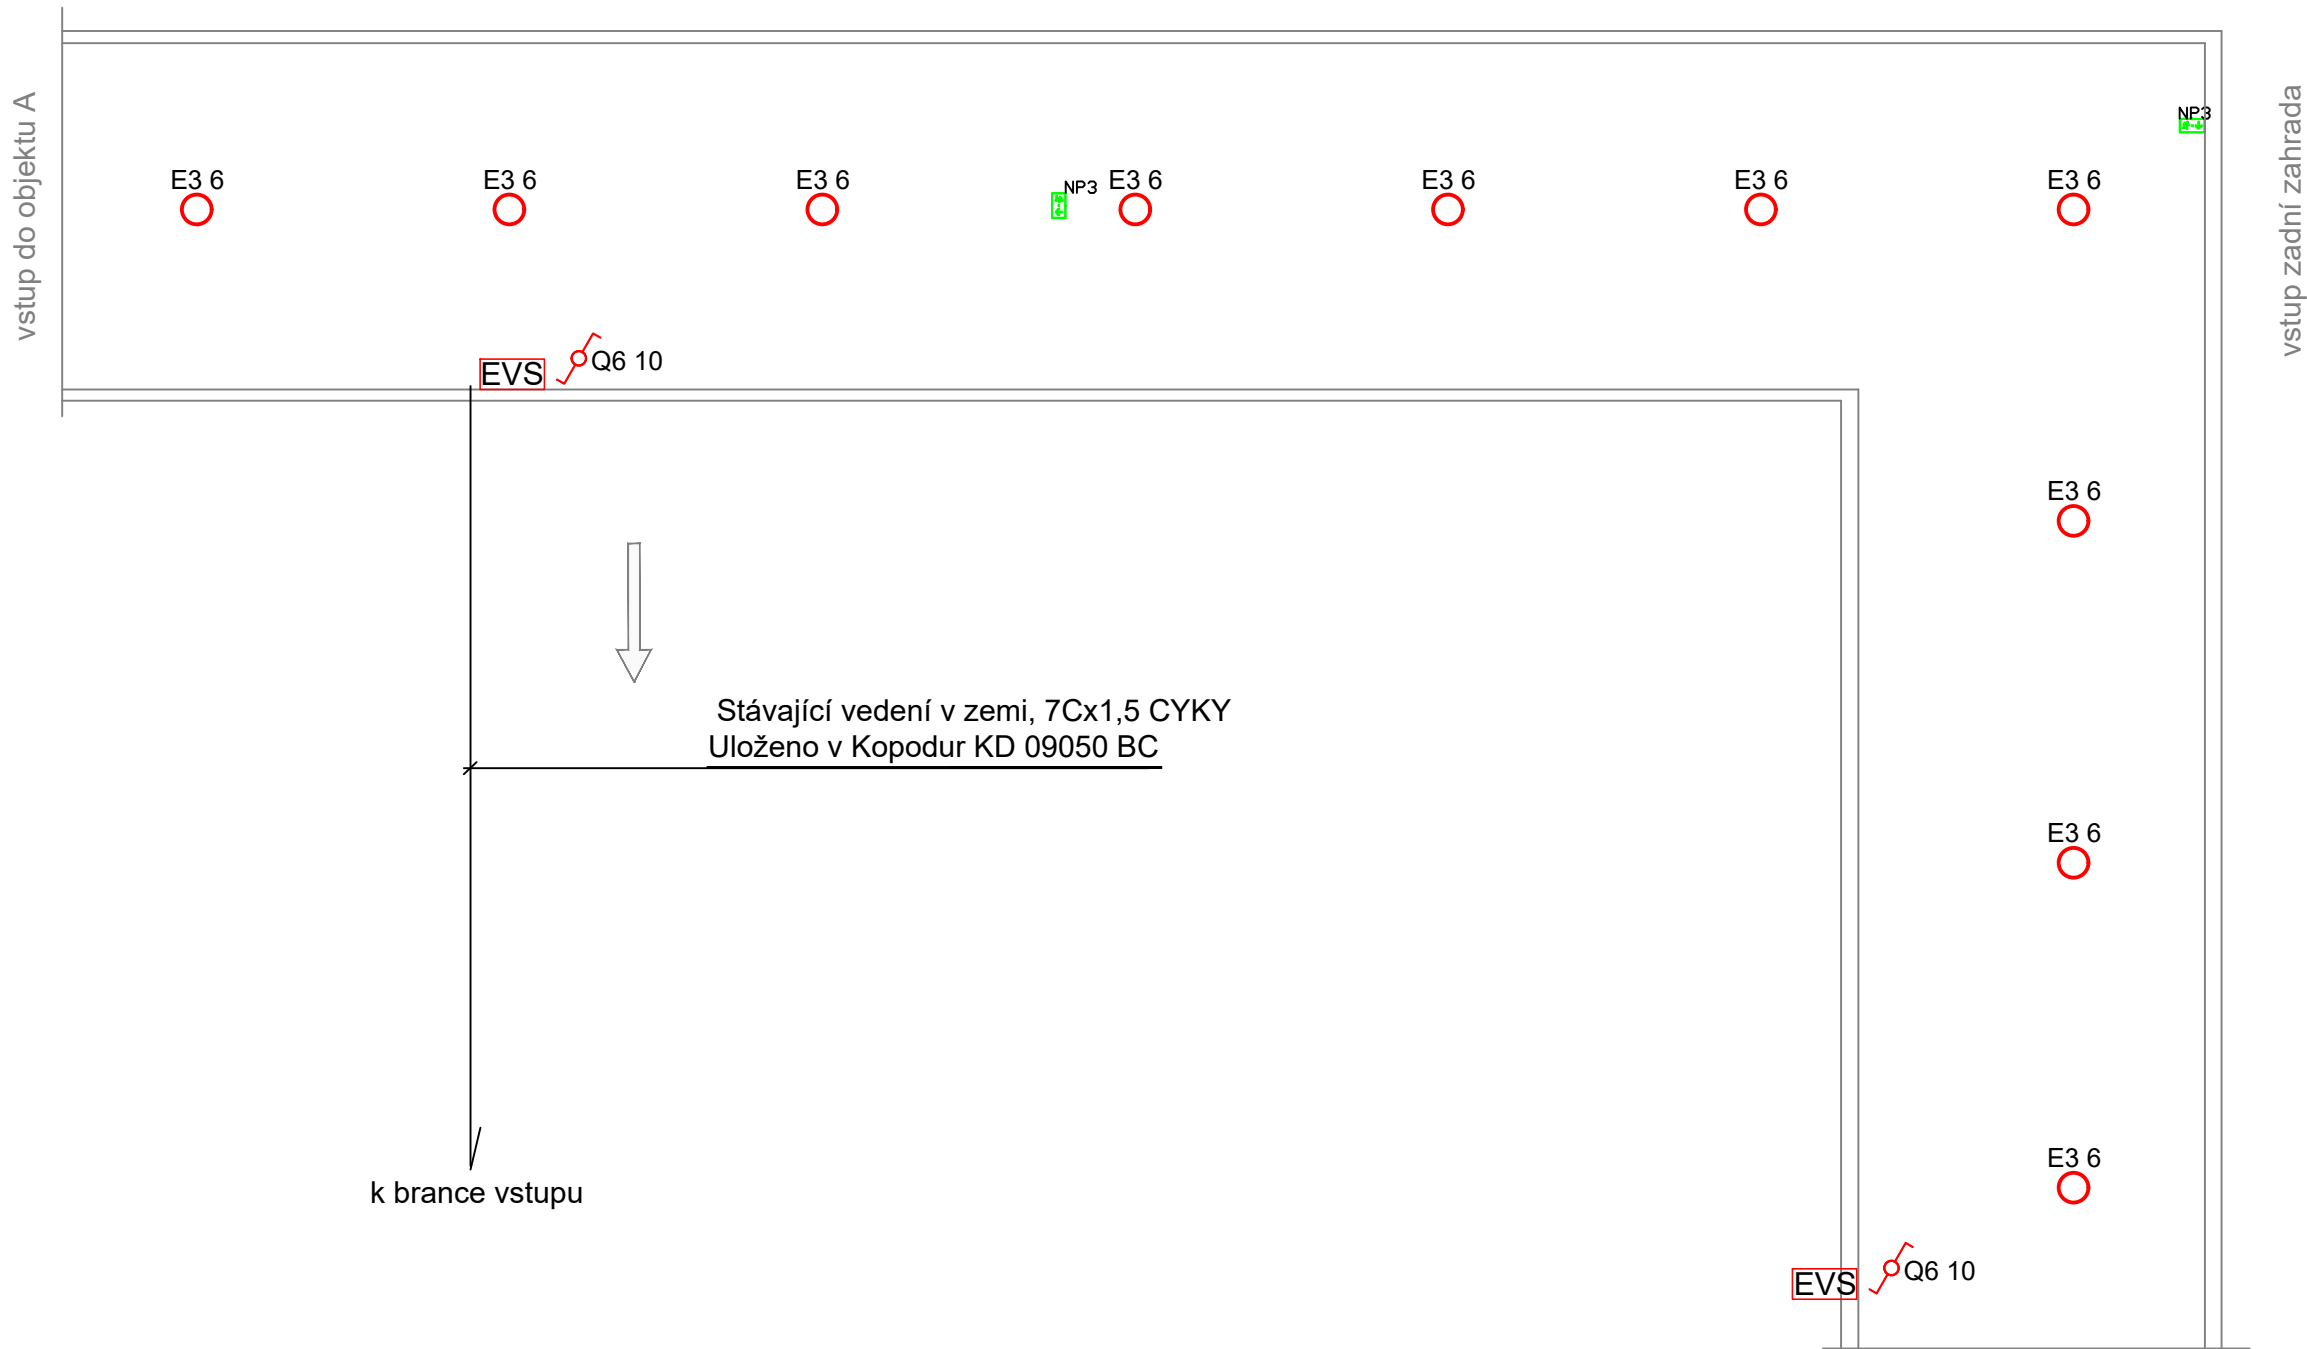 vstup do objektu A
vstup zadní zahrada
NP3
E3 6
E3 6
E3 6
NP3
E3 6
E3 6
E3 6
E3 6
EVS
Q6 10
E3 6
Stávající vedení v zemi, 7Cx1,5 CYKY
Uloženo v Kopodur KD 09050 BC
E3 6
E3 6
k brance vstupu
EVS
Q6 10